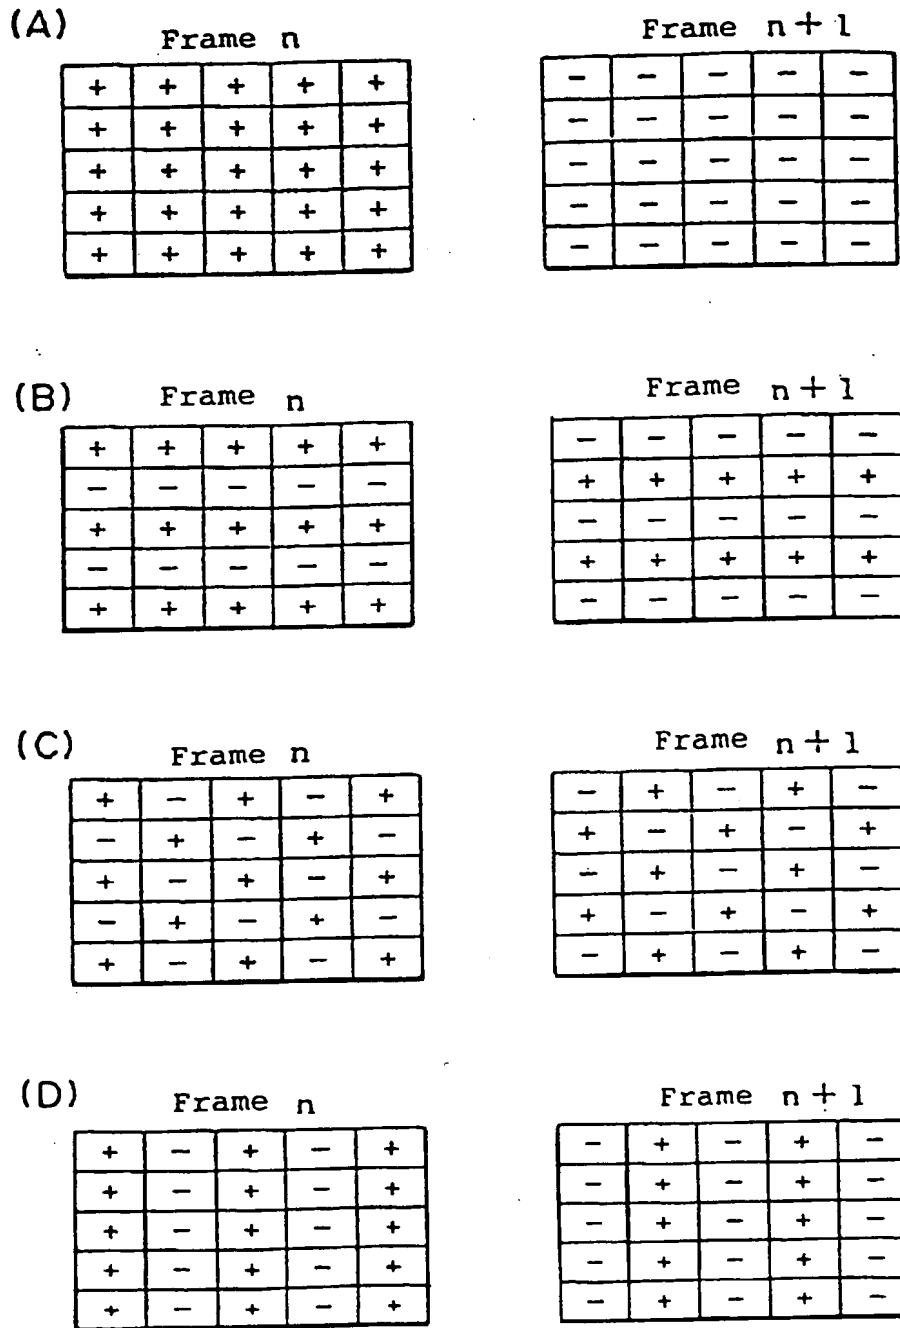 (A) Frame n Frame n+1
+ + + + + − − − − −
+ + + + + − − − − −
+ + + + + − − − − −
+ + + + + − − − − −
+ + + + + − − − − −
(B) Frame n Frame n+1
+ + + + + − − − − −
− − − − − + + + + +
+ + + + + − − − − −
− − − − − + + + + +
+ + + + + − − − − −
(C) Frame n Frame n+1
+ − + − + − + − + −
− + − + − + − + − +
+ − + − + − + − + −
− + − + − + − + − +
+ − + − + − + − + −
(D) Frame n Frame n+1
+ − + − + − + − + −
+ − + − + − + − + −
+ − + − + − + − + −
+ − + − + − + − + −
+ − + − + − + − + −